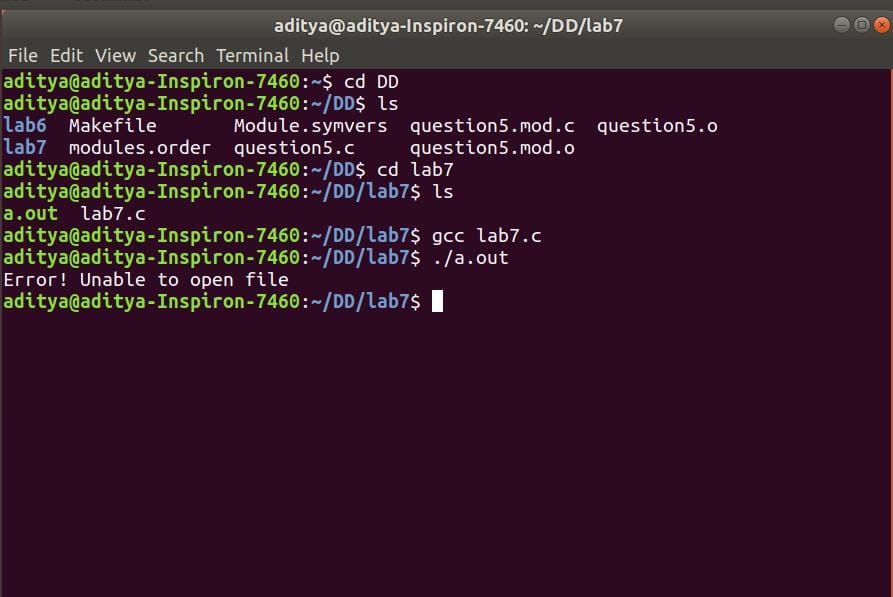 aditya@aditya-Inspiron-7460: ~/DD/lab7
File Edit View Search Terminal Help
aditya@aditya-Inspiron-7460:~$ cd DD
aditya@aditya-Inspiron-7460:~/DD$ ls
lab6  Makefile       Module.symvers  question5.mod.c  question5.o
lab7  modules.order  question5.c     question5.mod.o
aditya@aditya-Inspiron-7460:~/DD$ cd lab7
aditya@aditya-Inspiron-7460:~/DD/lab7$ ls
a.out  lab7.c
aditya@aditya-Inspiron-7460:~/DD/lab7$ gcc lab7.c
aditya@aditya-Inspiron-7460:~/DD/lab7$ ./a.out
Error! Unable to open file
aditya@aditya-Inspiron-7460:~/DD/lab7$